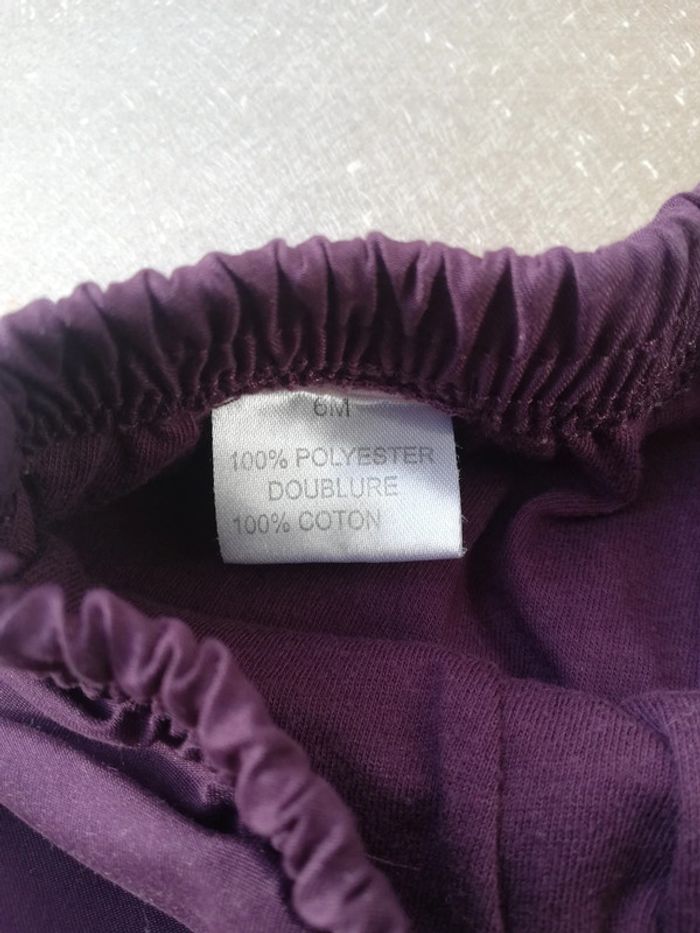 6M
100% POLYESTER
DOUBLURE
100% COTON